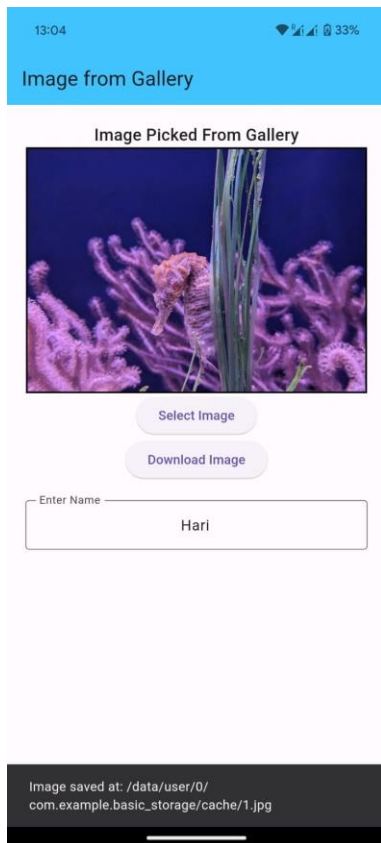 13:04
33%
Image from Gallery
Image Picked From Gallery
Select Image
Download Image
Enter Name
Hari
Image saved at: /data/user/0/
com.example.basic_storage/cache/1.jpg